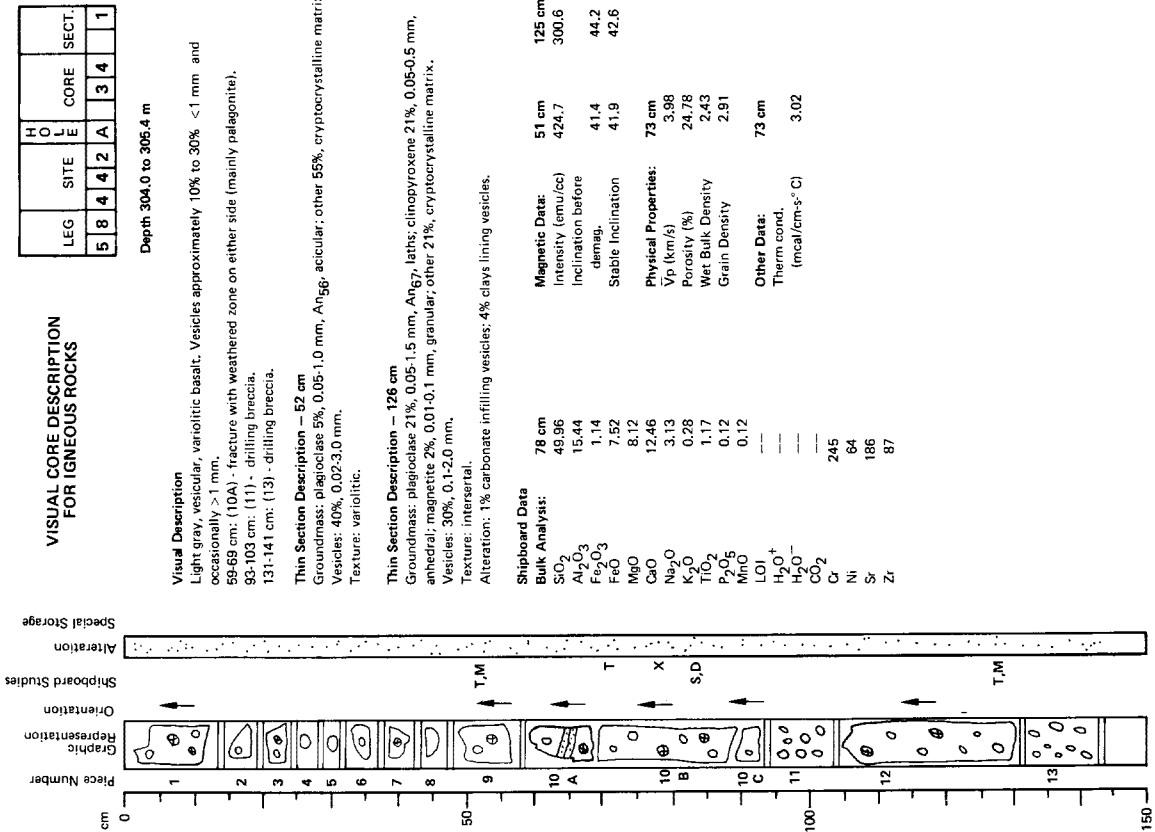 VISUAL CORE DESCRIPTION
FOR IGNEOUS ROCKS
LEG SITE HOLE CORE SECT.
5 8 4 4 2 A 3 4 1
Depth 304.0 to 305.4 m
Visual Description
Light gray, vesicular, variolitic basalt. Vesicles approximately 10% to 30% <1 mm and
occasionally >1 mm.
59-69 cm: (10A) - fracture with weathered zone on either side (mainly palagonite).
93-103 cm: (11) - drilling breccia.
131-141 cm: (13) - drilling breccia.
Thin Section Description – 52 cm
Groundmass: plagioclase 5%, 0.05-1.0 mm, An56, acicular; other 55%, cryptocrystalline matrix
Vesicles: 40%, 0.02-3.0 mm.
Texture: variolitic.
Thin Section Description – 126 cm
Groundmass: plagioclase 21%, 0.05-1.5 mm, An67, laths; clinopyroxene 21%, 0.05-0.5 mm,
anhedral; magnetite 2%, 0.01-0.1 mm, granular; other 21%, cryptocrystalline matrix.
Vesicles: 30%, 0.1-2.0 mm.
Texture: intersertal.
Alteration: 1% carbonate infilling vesicles; 4% clays lining vesicles.
Shipboard Data
Bulk Analysis: 78 cm
SiO2 49.96
Al2O3 15.44
Fe2O3 1.14
FeO 7.52
MgO 8.12
CaO 12.46
Na2O 3.13
K2O 0.28
TiO2 1.17
P2O5 0.12
MnO 0.12
LOI ––
H2O+ ––
H2O− ––
CO2 ––
Cr 245
Ni 64
Sr 186
Zr 87
Magnetic Data: 51 cm 125 cm
Intensity (emu/cc) 424.7 300.6
Inclination before
demag. 41.4 44.2
Stable Inclination 41.9 42.6
Physical Properties: 73 cm
V̄p (km/s) 3.98
Porosity (%) 24.78
Wet Bulk Density 2.43
Grain Density 2.91
Other Data: 73 cm
Therm cond.
(mcal/cm-s-° C) 3.02
cm
Piece Number
Graphic
Representation
Orientation
Shipboard Studies
Alteration
Special Storage
0
50
100
150
1
2
3
4
5
6
7
8
9
10
A
10
B
10
C
11
12
13
T,M
T
X
S,D
T,M